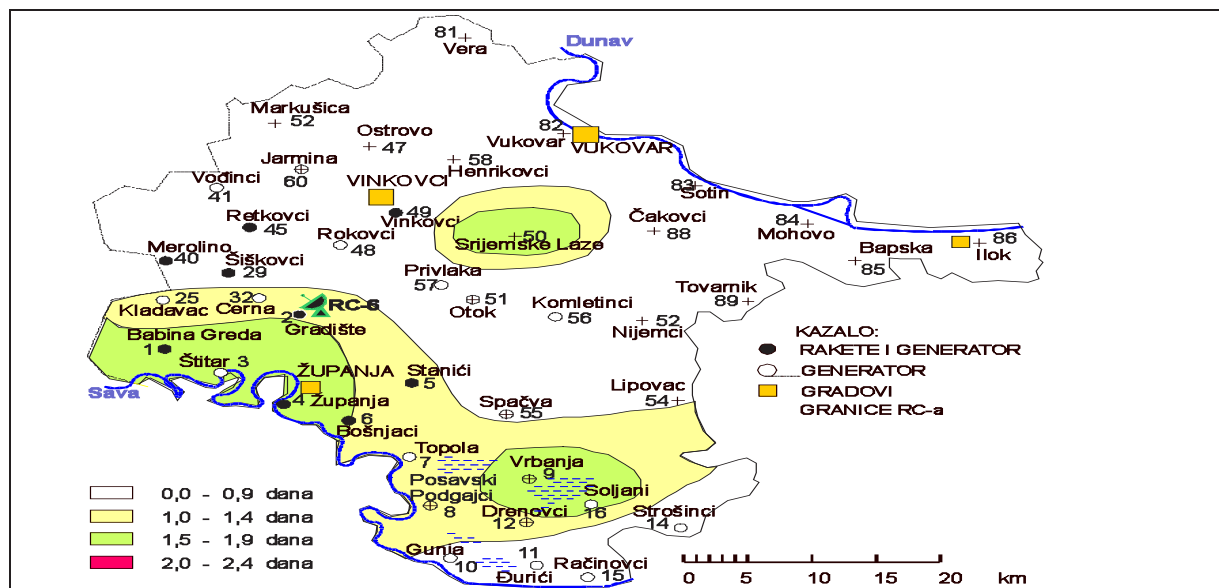 81
Vera
Dunav
Markušica
52
Ostrovo
47
82
Vukovar
VUKOVAR
Jarmina
60
58
Henrikovci
Vođinci
41
VINKOVCI
83
Sotin
Retkovci
45
49
Vinkovci
Rokovci
48
50
Srijemske Laze
Čakovci
88
84
Mohovo
86
Ilok
Bapska
85
Merolino
40
Šiškovci
29
Privlaka
57
51
Otok
Komletinci
56
Tovarnik
89
52
Nijemci
25
Kladavac
32
Cerna
RC-6
2
Gradište
Babina Greda
1
Štitar 3
ŽUPANJA
Stanići
5
Sava
4
Županja
6
Bošnjaci
Spačva
55
Lipovac
54
KAZALO:
RAKETE I GENERATOR
GENERATOR
GRADOVI
GRANICE RC-a
Topola
7
Vrbanja
9
Posavski
Podgajci
8
Soljani
16
Drenovci
12
Strošinci
14
Gunja
10
11
Đurići
Račinovci
15
0,0 - 0,9 dana
1,0 - 1,4 dana
1,5 - 1,9 dana
2,0 - 2,4 dana
0 5 10 15 20 km